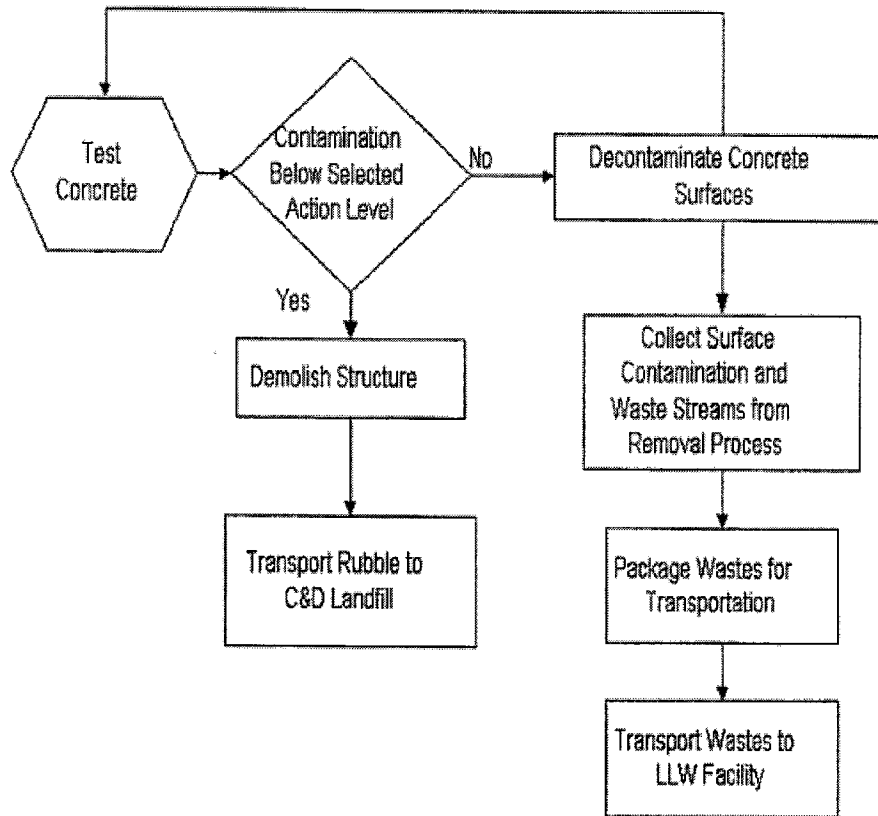 Test
Concrete
Contamination
Below Selected
Action Level
No
Decontaminate Concrete
Surfaces
Yes
Demolish Structure
Collect Surface
Contamination and
Waste Streams from
Removal Process
Transport Rubble to
C&D Landfill
Package Wastes for
Transportation
Transport Wastes to
LLW Facility